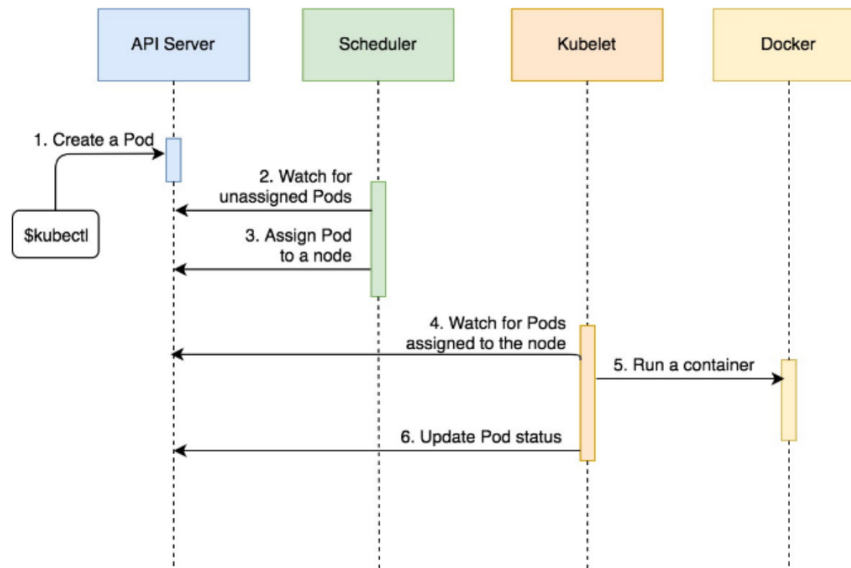 API Server
Scheduler
Kubelet
Docker
1. Create a Pod
$kubectl
2. Watch for
unassigned Pods
3. Assign Pod
to a node
4. Watch for Pods
assigned to the node
5. Run a container
6. Update Pod status